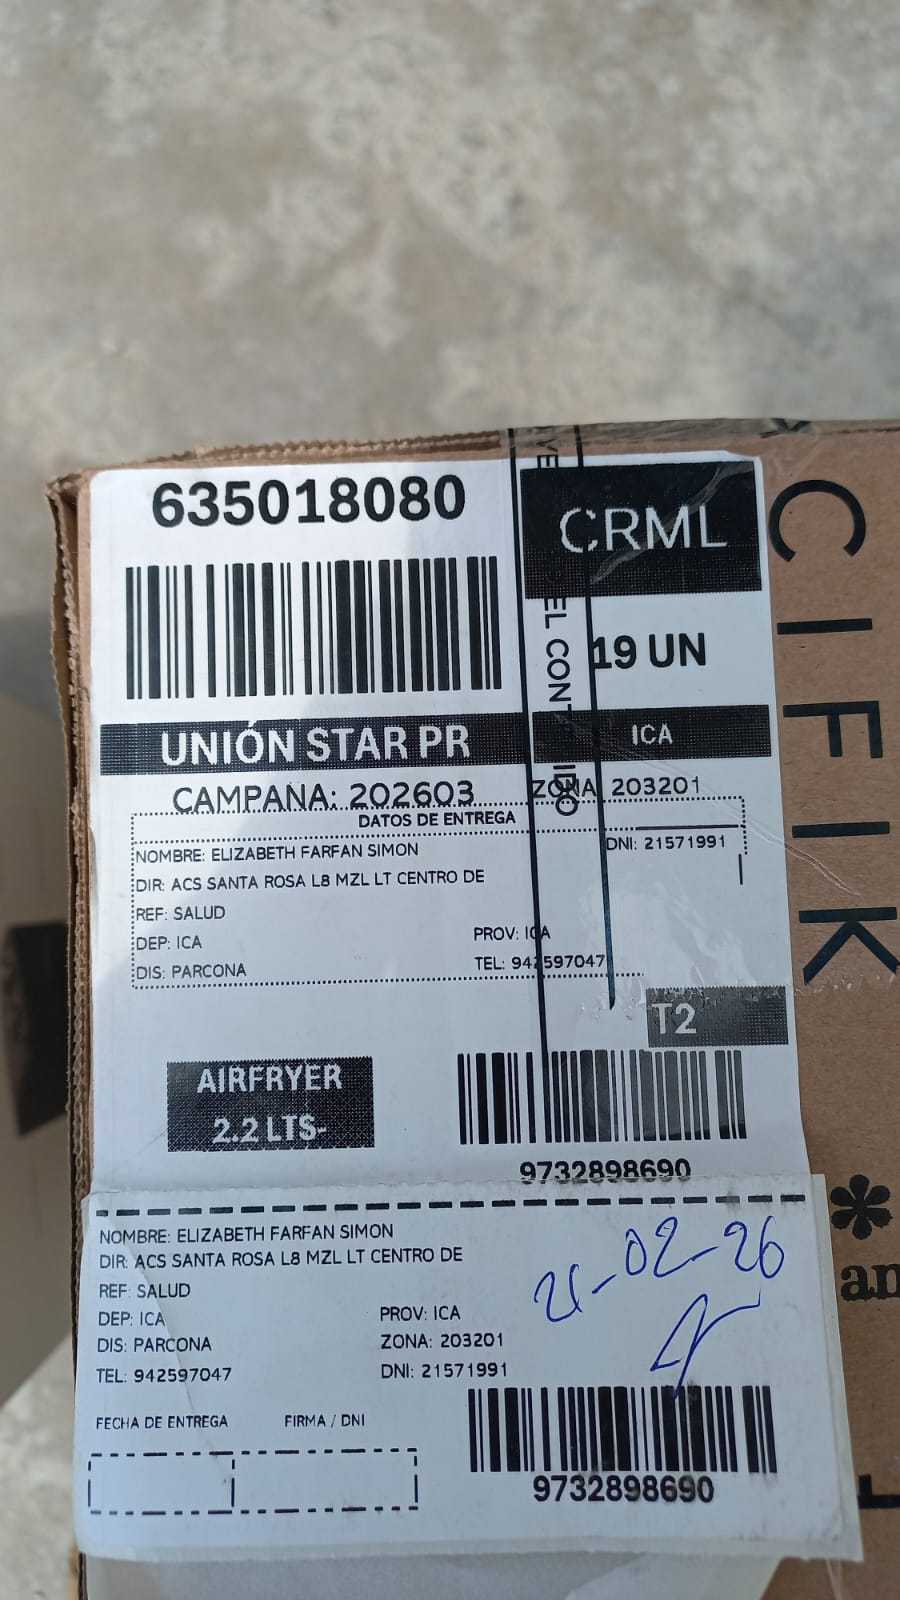 635018080
CRML
19 UN
UNIÓN STAR PR
ICA
CAMPAÑA: 202603
ZONA: 203201
DATOS DE ENTREGA
NOMBRE: ELIZABETH FARFAN SIMON
DNI: 21571991
DIR: ACS SANTA ROSA L8 MZL LT CENTRO DE
REF: SALUD
DEP: ICA
PROV: ICA
DIS: PARCONA
TEL: 942597047
T2
AIRFRYER
2.2 LTS-
9732898690
NOMBRE: ELIZABETH FARFAN SIMON
DIR: ACS SANTA ROSA L8 MZL LT CENTRO DE
REF: SALUD
DEP: ICA
PROV: ICA
DIS: PARCONA
ZONA: 203201
TEL: 942597047
DNI: 21571991
FECHA DE ENTREGA
FIRMA / DNI
9732898690
EL CONTENIDO
CIFIK
an